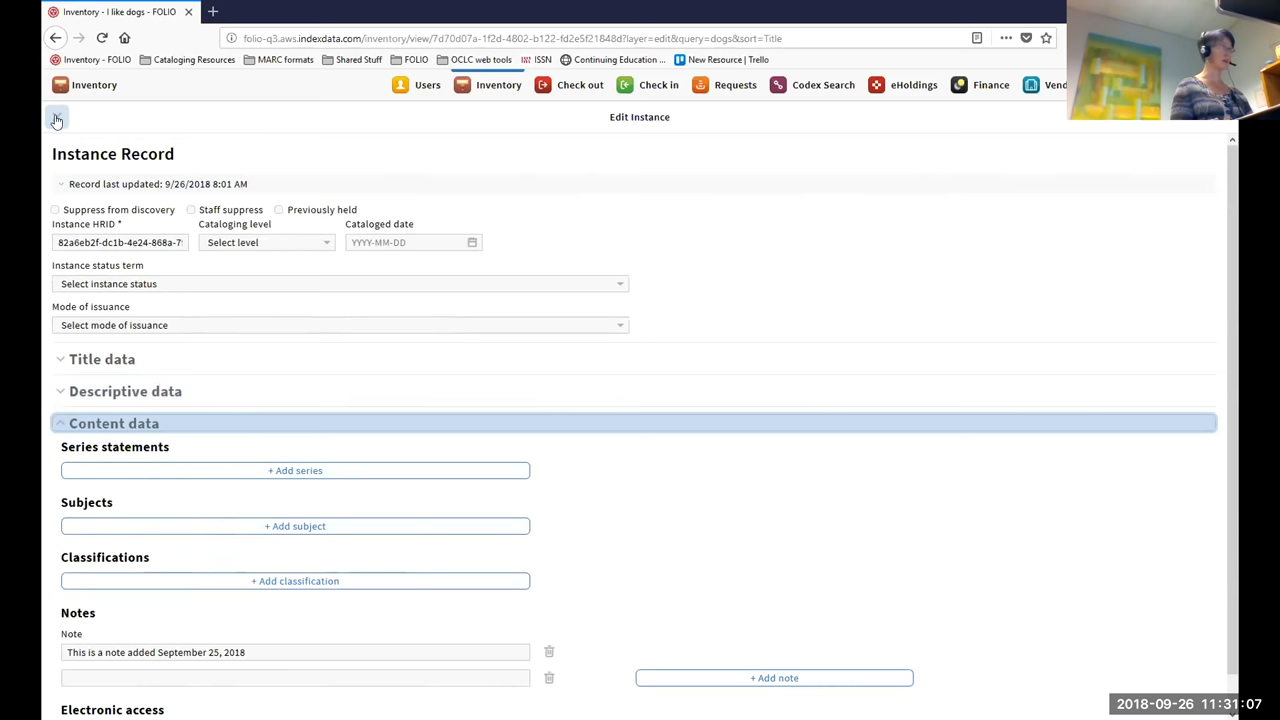 Inventory - I like dogs - FOLIO
folio-q3.aws.indexdata.com/inventory/view/7d70d07a-1f2d-4802-b122-fd2e5f21848d?layer=edit&query=dogs&sort=Title
Inventory - FOLIO Cataloging Resources MARC formats Shared Stuff FOLIO OCLC web tools ISSN Continuing Education ... New Resource | Trello
Inventory Users Inventory Check out Check in Requests Codex Search eHoldings Finance Vend
Edit Instance
Instance Record
Record last updated: 9/26/2018 8:01 AM
Suppress from discovery Staff suppress Previously held
Instance HRID * Cataloging level Cataloged date
82a6eb2f-dc1b-4e24-868a-7 Select level YYYY-MM-DD
Instance status term
Select instance status
Mode of issuance
Select mode of issuance
Title data
Descriptive data
Content data
Series statements
+ Add series
Subjects
+ Add subject
Classifications
+ Add classification
Notes
Note
This is a note added September 25, 2018
+ Add note
Electronic access
2018-09-26 11:31:07